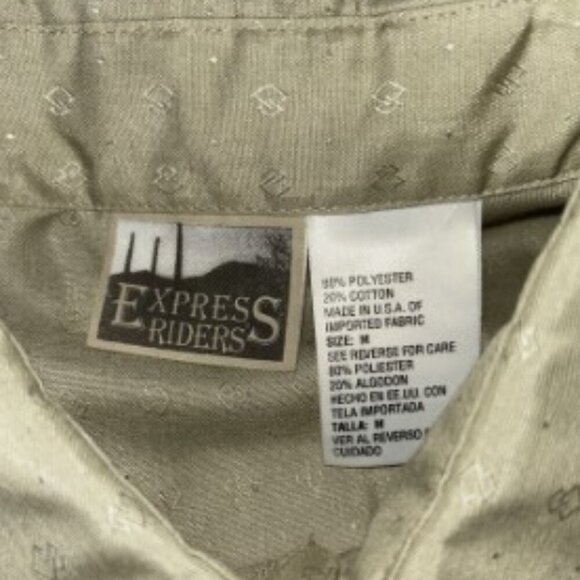 EXPRESS
RIDERS
80% POLYESTER
20% COTTON
MADE IN U.S.A. OF
IMPORTED FABRIC
SIZE: M
SEE REVERSE FOR CARE
80% POLIESTER
20% ALGODON
HECHO EN EE.UU. CON
TELA IMPORTADA
TALLA: M
VER AL REVERSO
CUIDADO